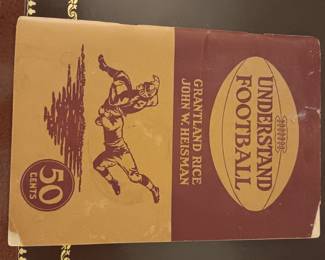 UNDERSTAND
FOOTBALL
GRANTLAND RICE
JOHN W. HEISMAN
50
CENTS